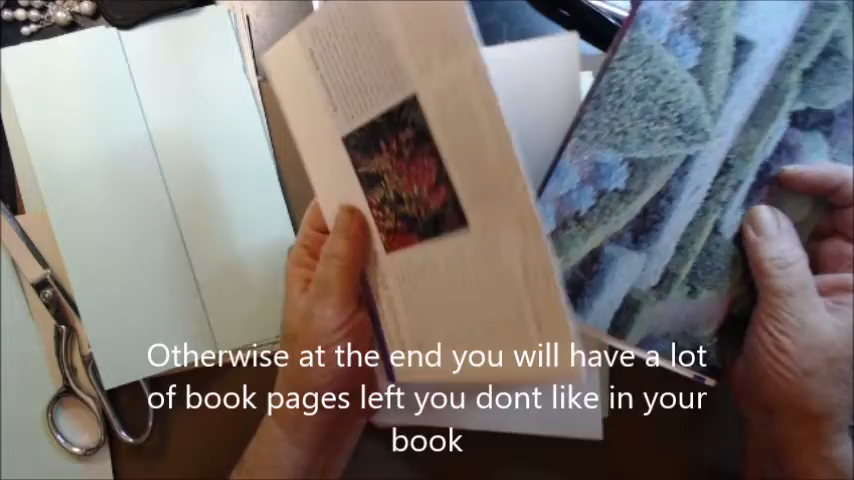 Otherwise at the end you will have a lot
of book pages left you dont like in your
book